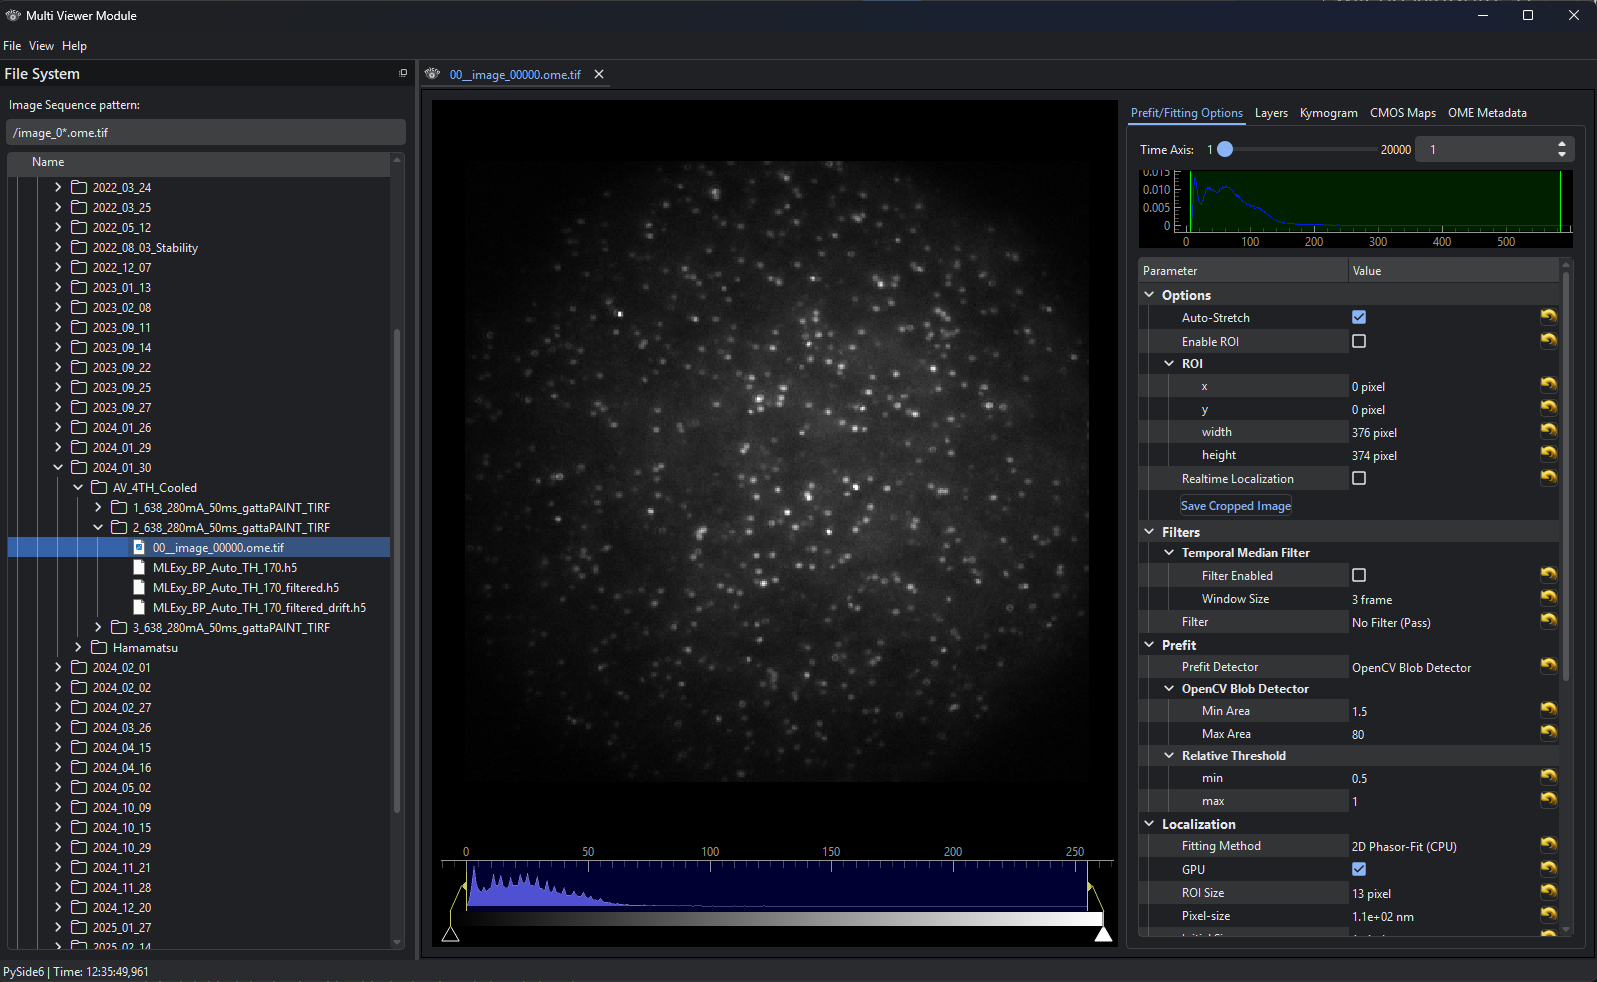 Multi Viewer Module
File View Help
File System
Image Sequence pattern:
/image_0*.ome.tif
Name
2022_03_24
2022_03_25
2022_05_12
2022_08_03_Stability
2022_12_07
2023_01_13
2023_02_08
2023_09_11
2023_09_14
2023_09_22
2023_09_25
2023_09_27
2024_01_26
2024_01_29
2024_01_30
AV_4TH_Cooled
1_638_280mA_50ms_gattaPAINT_TIRF
2_638_280mA_50ms_gattaPAINT_TIRF
00__image_00000.ome.tif
MLExy_BP_Auto_TH_170.h5
MLExy_BP_Auto_TH_170_filtered.h5
MLExy_BP_Auto_TH_170_filtered_drift.h5
3_638_280mA_50ms_gattaPAINT_TIRF
Hamamatsu
2024_02_01
2024_02_02
2024_02_27
2024_03_26
2024_04_15
2024_04_16
2024_05_02
2024_10_09
2024_10_15
2024_10_29
2024_11_21
2024_11_28
2024_12_20
2025_01_27
2025_02_14
00__image_00000.ome.tif
0 50 100 150 200 250
Prefit/Fitting Options Layers Kymogram CMOS Maps OME Metadata
Time Axis: 1 20000 1
0.015
0.010
0.005
0
0 100 200 300 400 500
Parameter Value
Options
Auto-Stretch
Enable ROI
ROI
x 0 pixel
y 0 pixel
width 376 pixel
height 374 pixel
Realtime Localization
Save Cropped Image
Filters
Temporal Median Filter
Filter Enabled
Window Size 3 frame
Filter No Filter (Pass)
Prefit
Prefit Detector OpenCV Blob Detector
OpenCV Blob Detector
Min Area 1.5
Max Area 80
Relative Threshold
min 0.5
max 1
Localization
Fitting Method 2D Phasor-Fit (CPU)
GPU
ROI Size 13 pixel
Pixel-size 1.1e+02 nm
PySide6 | Time: 12:35:49,961